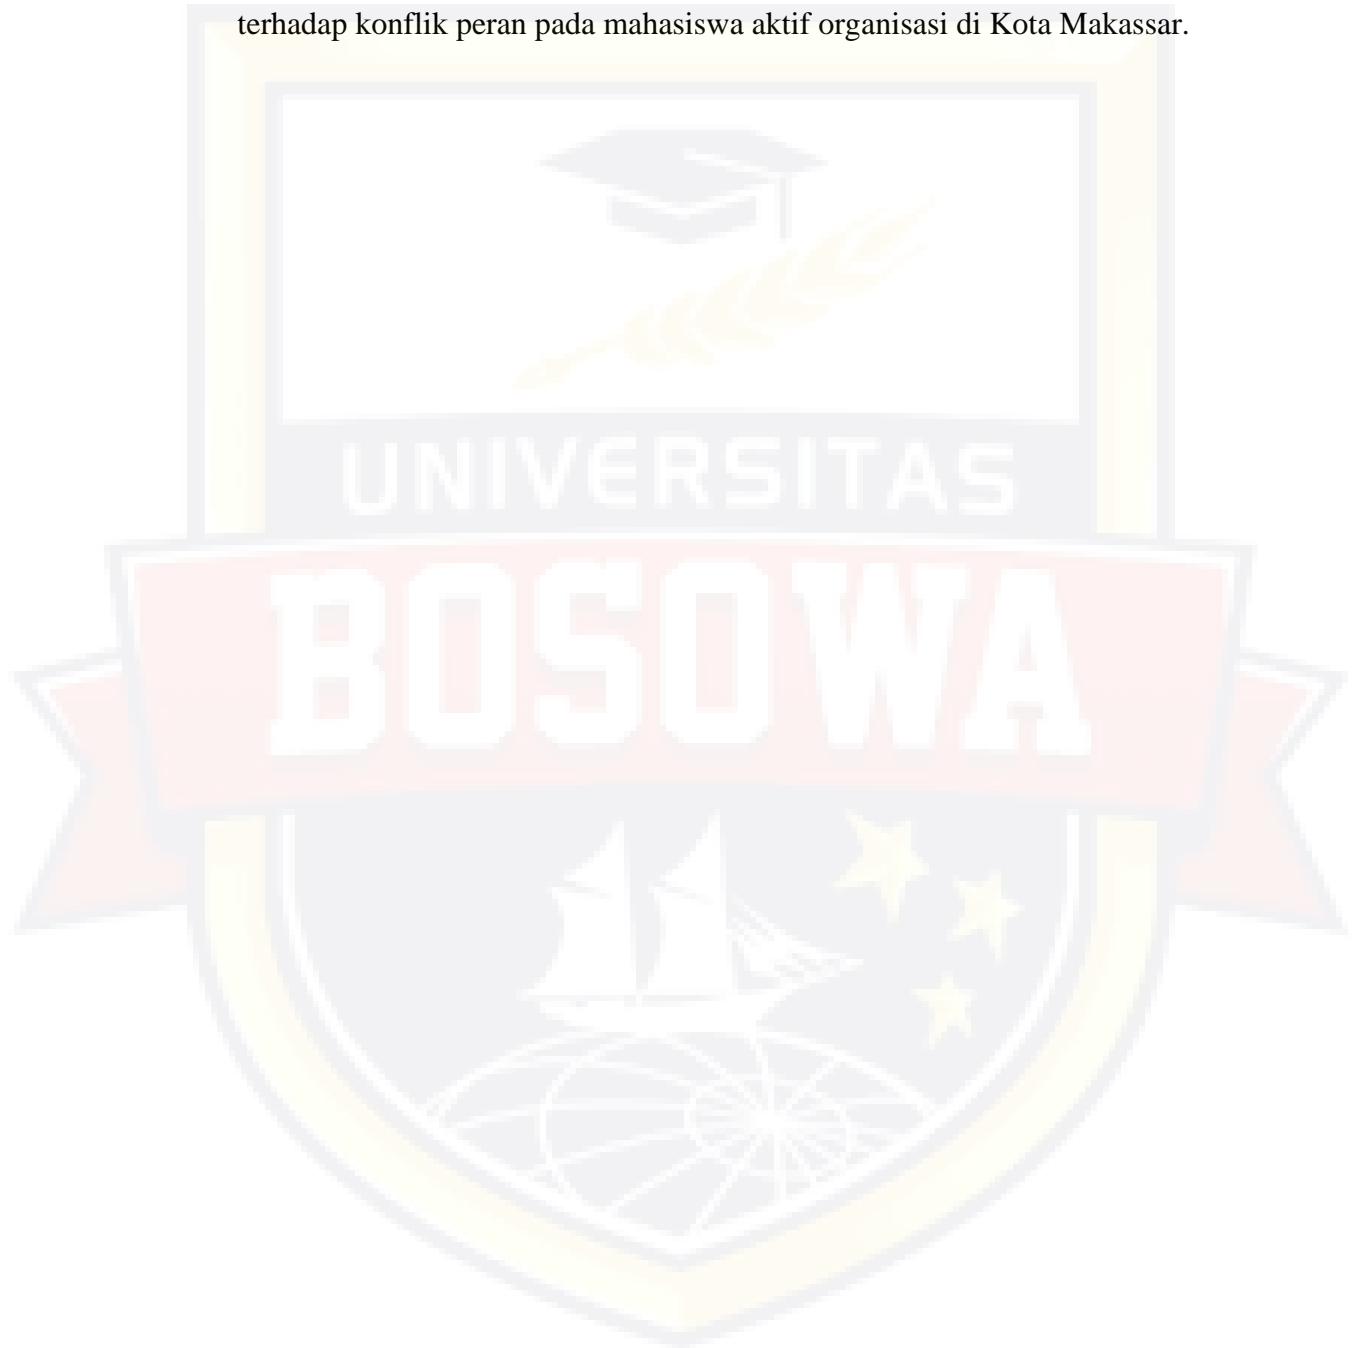 terhadap konflik peran pada mahasiswa aktif organisasi di Kota Makassar.
UNIVERSITAS
BOSOWA